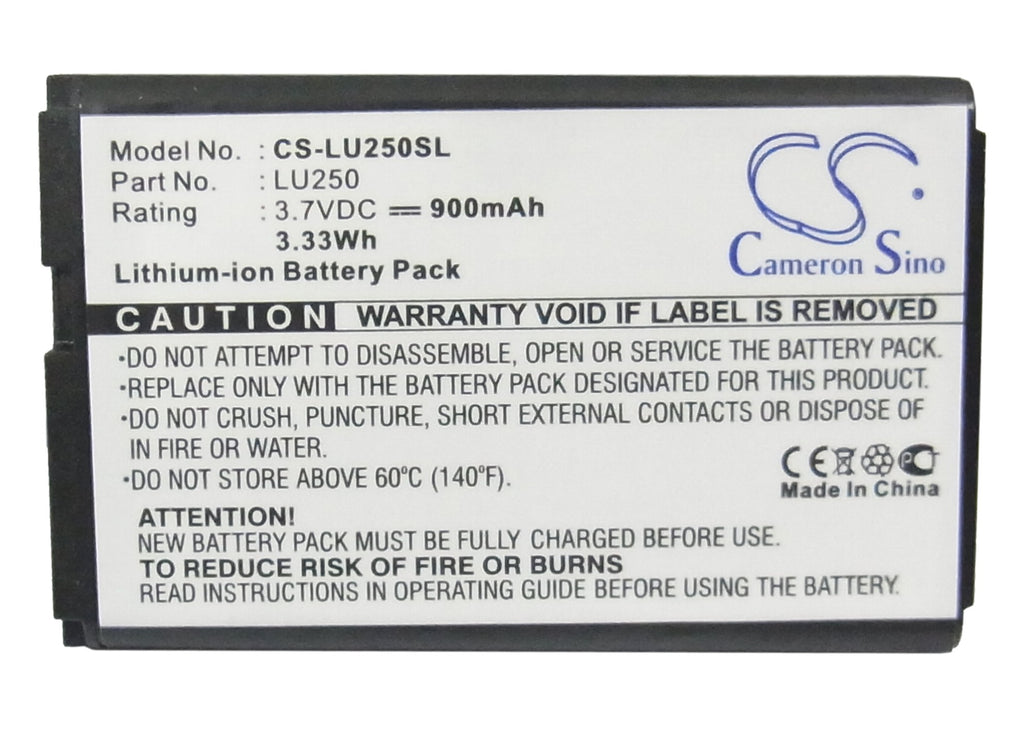 Model No. : CS-LU250SL
Part No. : LU250
Rating : 3.7VDC ⎓ 900mAh
3.33Wh
Lithium-ion Battery Pack
CS
Cameron Sino
CAUTION WARRANTY VOID IF LABEL IS REMOVED
·DO NOT ATTEMPT TO DISASSEMBLE, OPEN OR SERVICE THE BATTERY PACK.
·REPLACE ONLY WITH THE BATTERY PACK DESIGNATED FOR THIS PRODUCT.
·DO NOT CRUSH, PUNCTURE, SHORT EXTERNAL CONTACTS OR DISPOSE OF
IN FIRE OR WATER.
·DO NOT STORE ABOVE 60°C (140°F).
CE
Made In China
ATTENTION!
NEW BATTERY PACK MUST BE FULLY CHARGED BEFORE USE.
TO REDUCE RISK OF FIRE OR BURNS
READ INSTRUCTIONS IN OPERATING GUIDE BEFORE USING THE BATTERY.